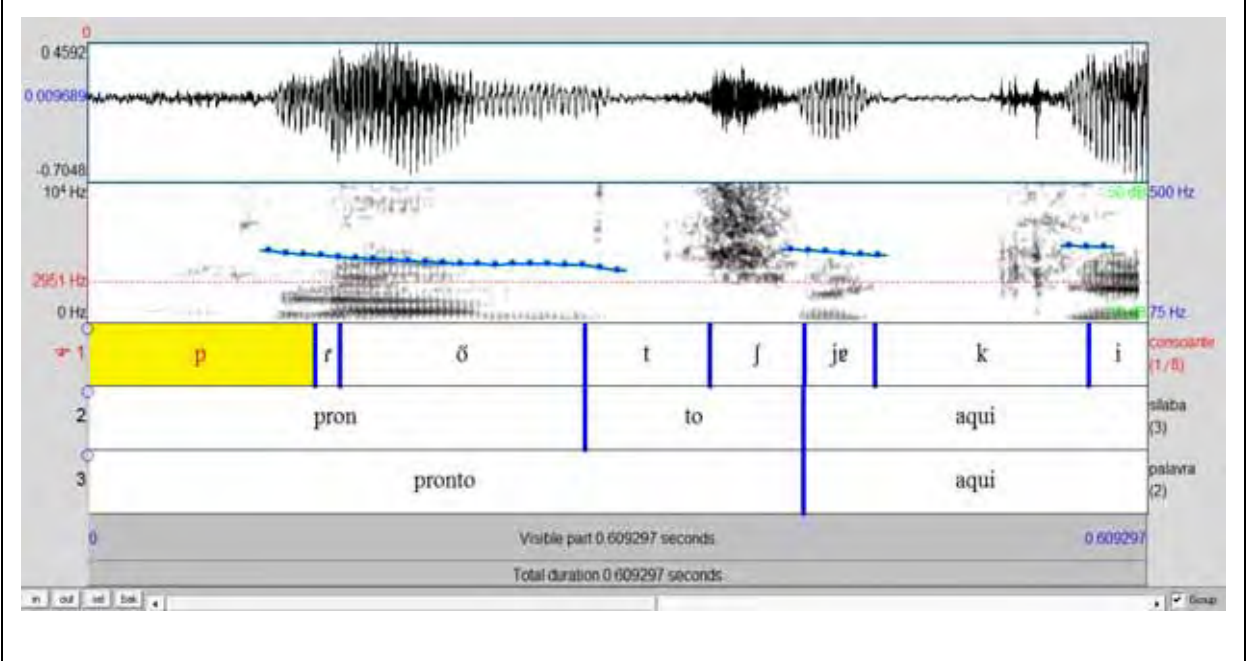 0
0.4592
0.009689
-0.7048
10⁴ Hz 500 Hz
2951 Hz
0 Hz 75 Hz
1 p ɾ õ t ʃ jɐ k i consoante
(1/8)
2 pron to aqui sílaba
(3)
3 pronto aqui palavra
(2)
0 Visible part 0.609297 seconds 0.609297
Total duration 0.609297 seconds
in out sel bak Group